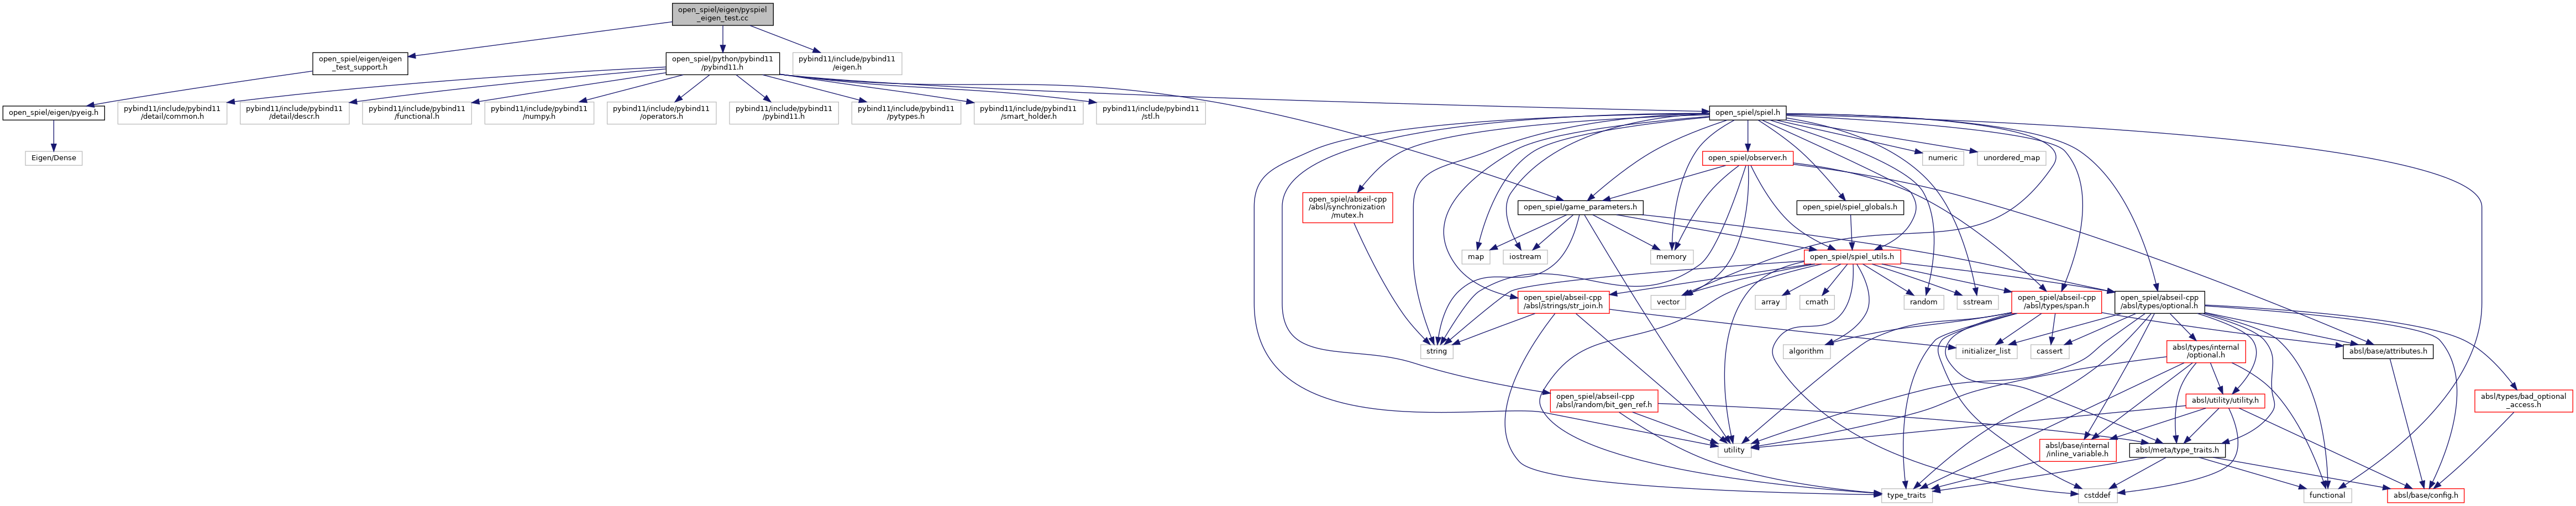 open_spiel/eigen/pyspiel
_eigen_test.cc
open_spiel/eigen/eigen
_test_support.h
open_spiel/python/pybind11
/pybind11.h
pybind11/include/pybind11
/eigen.h
open_spiel/eigen/pyeig.h
pybind11/include/pybind11
/detail/common.h
pybind11/include/pybind11
/detail/descr.h
pybind11/include/pybind11
/functional.h
pybind11/include/pybind11
/numpy.h
pybind11/include/pybind11
/operators.h
pybind11/include/pybind11
/pybind11.h
pybind11/include/pybind11
/pytypes.h
pybind11/include/pybind11
/smart_holder.h
pybind11/include/pybind11
/stl.h
open_spiel/spiel.h
Eigen/Dense
open_spiel/observer.h
numeric
unordered_map
open_spiel/abseil-cpp
/absl/synchronization
/mutex.h
open_spiel/game_parameters.h
open_spiel/spiel_globals.h
map
iostream
memory
open_spiel/spiel_utils.h
open_spiel/abseil-cpp
/absl/strings/str_join.h
vector
array
cmath
random
sstream
open_spiel/abseil-cpp
/absl/types/span.h
open_spiel/abseil-cpp
/absl/types/optional.h
string
algorithm
initializer_list
cassert
absl/types/internal
/optional.h
absl/base/attributes.h
open_spiel/abseil-cpp
/absl/random/bit_gen_ref.h
absl/utility/utility.h
absl/types/bad_optional
_access.h
utility
absl/base/internal
/inline_variable.h
absl/meta/type_traits.h
type_traits
cstddef
functional
absl/base/config.h